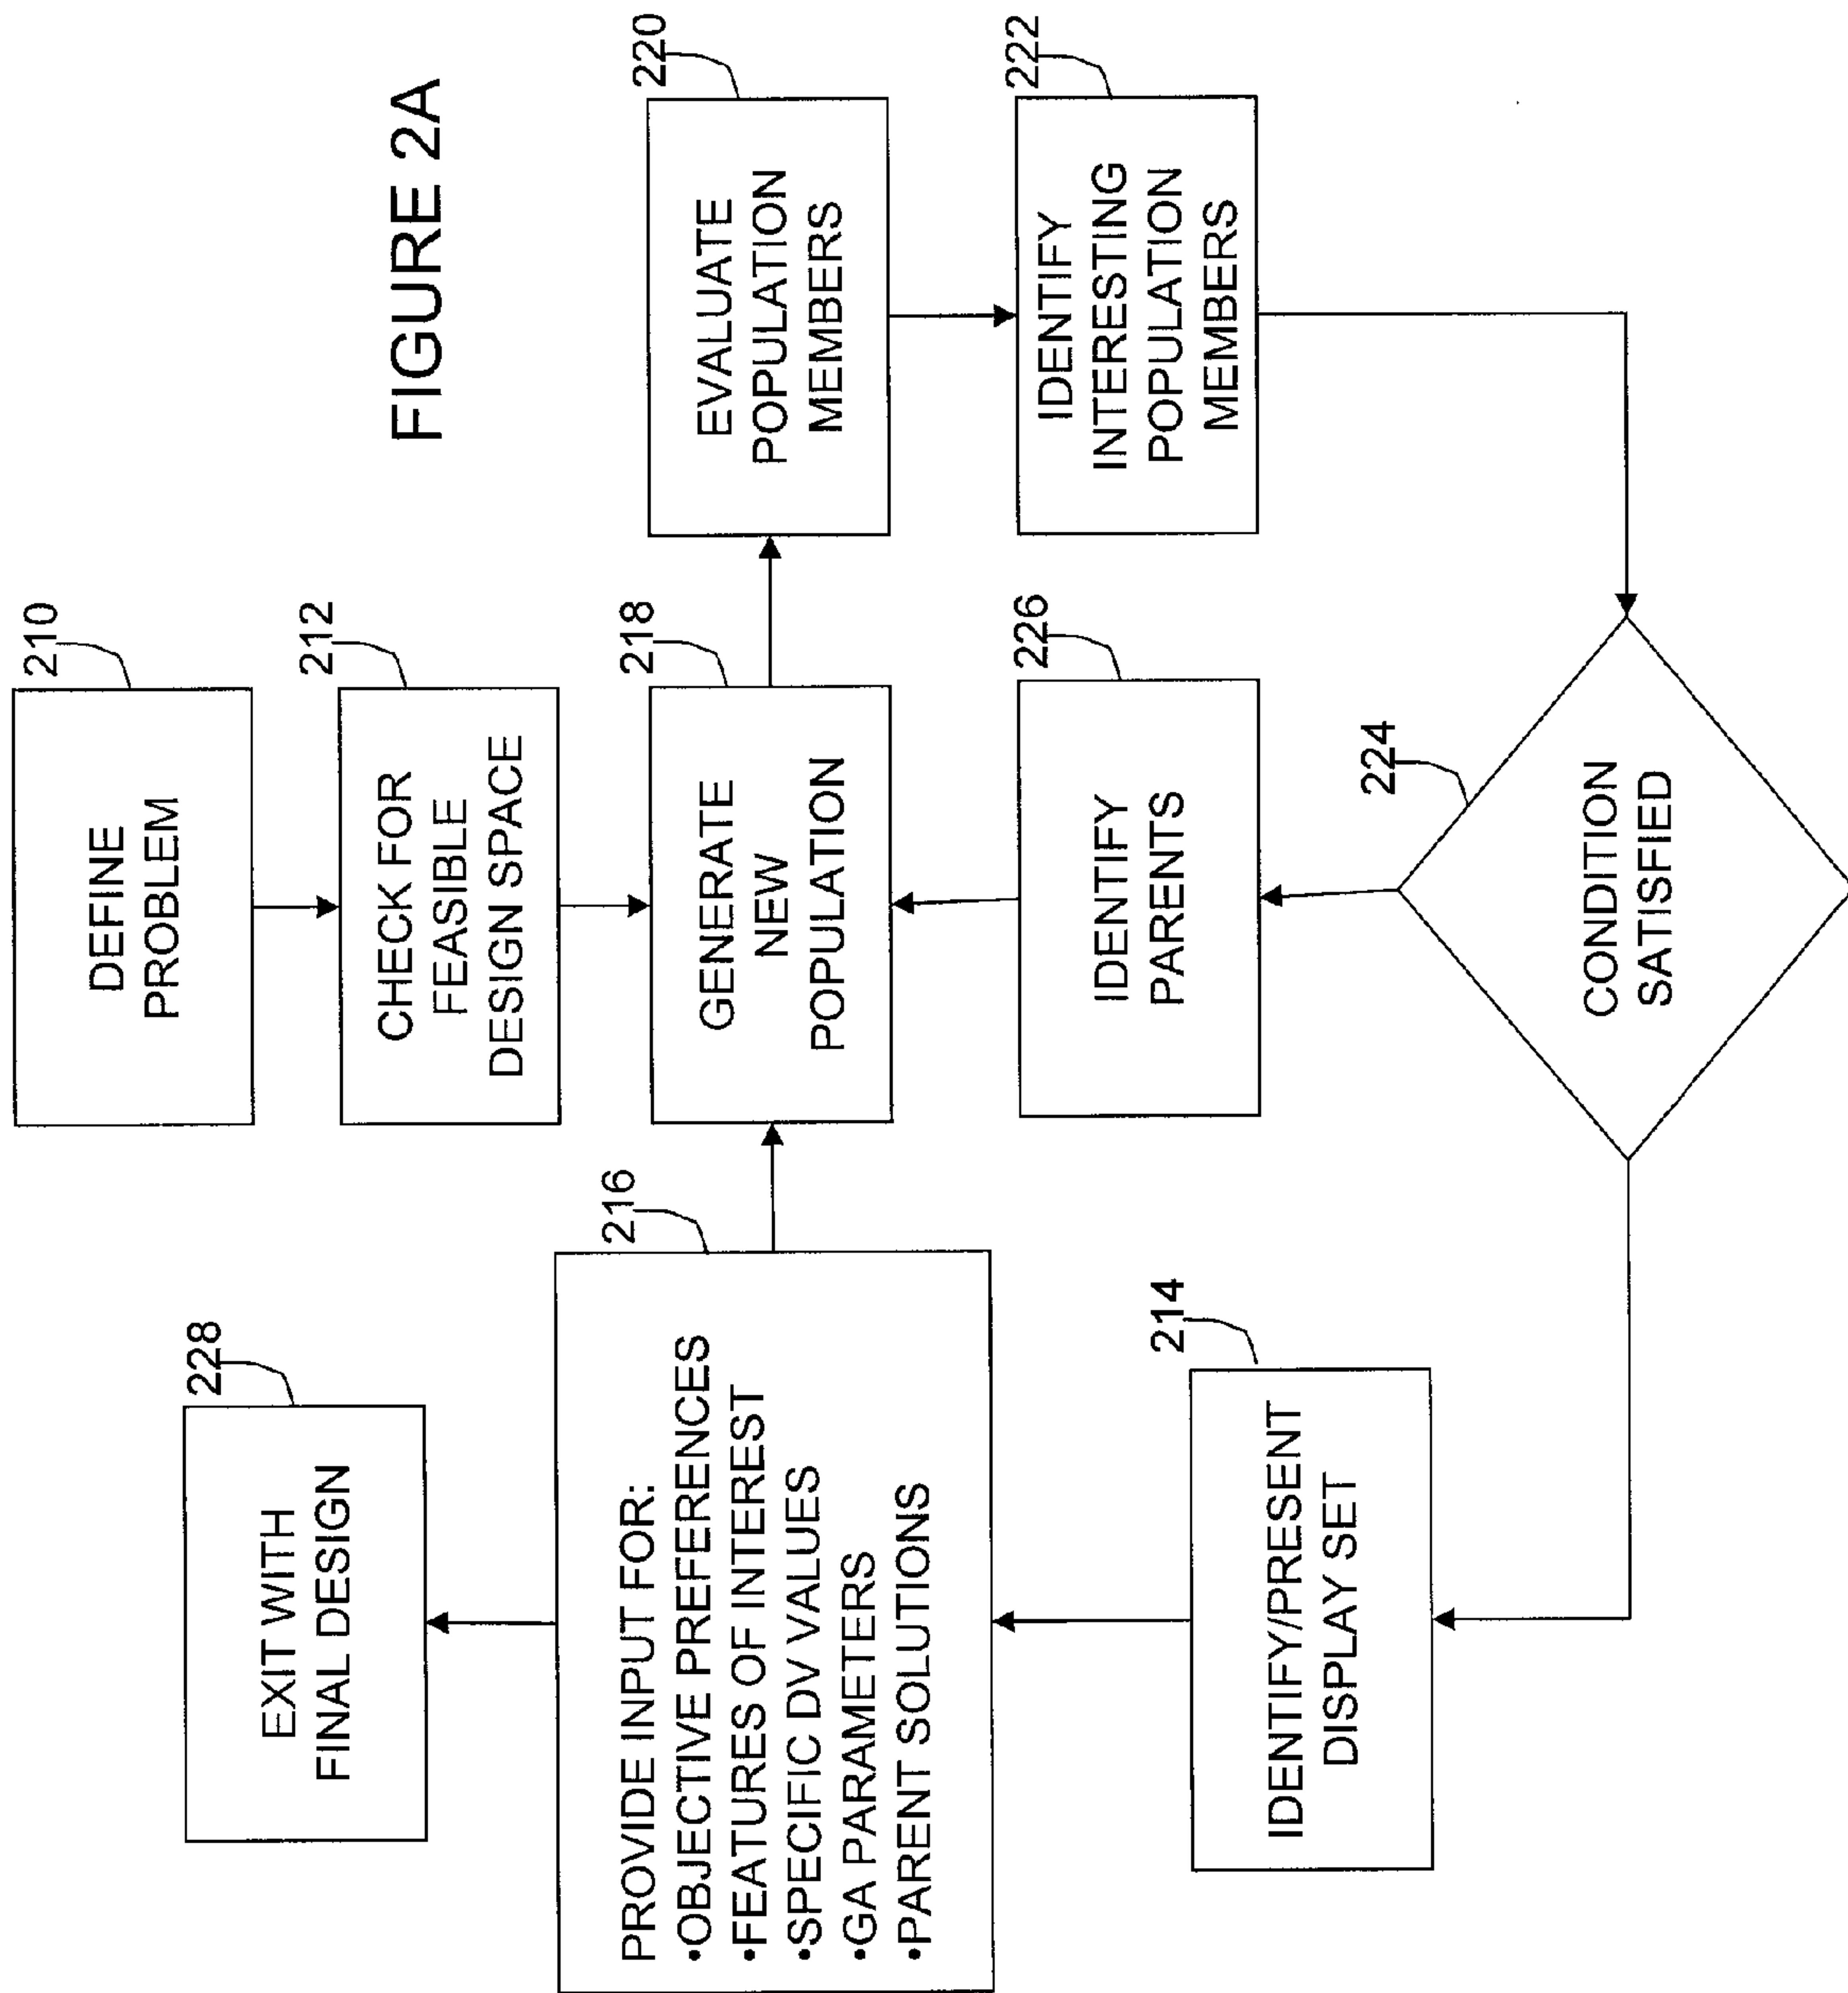 FIGURE 2A
210
DEFINE
PROBLEM
212
CHECK FOR
FEASIBLE
DESIGN SPACE
228
EXIT WITH
FINAL DESIGN
216
PROVIDE INPUT FOR:
•OBJECTIVE PREFERENCES
•FEATURES OF INTEREST
•SPECIFIC DV VALUES
•GA PARAMETERS
•PARENT SOLUTIONS
218
GENERATE
NEW
POPULATION
220
EVALUATE
POPULATION
MEMBERS
214
IDENTIFY/PRESENT
DISPLAY SET
226
IDENTIFY
PARENTS
222
IDENTIFY
INTERESTING
POPULATION
MEMBERS
224
CONDITION
SATISFIED